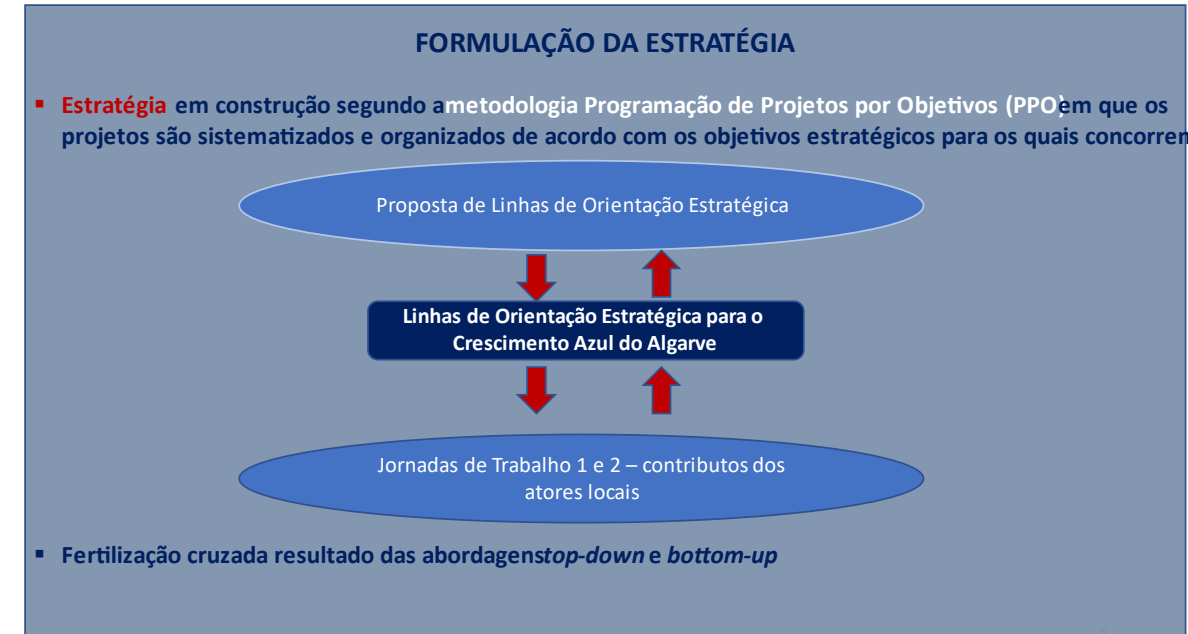 FORMULAÇÃO DA ESTRATÉGIA
▪ Estratégia em construção segundo ametodologia Programação de Projetos por Objetivos (PPO)em que os
projetos são sistematizados e organizados de acordo com os objetivos estratégicos para os quais concorrem
Proposta de Linhas de Orientação Estratégica
Linhas de Orientação Estratégica para o
Crescimento Azul do Algarve
Jornadas de Trabalho 1 e 2 – contributos dos
atores locais
▪ Fertilização cruzada resultado das abordagenstop-down e bottom-up